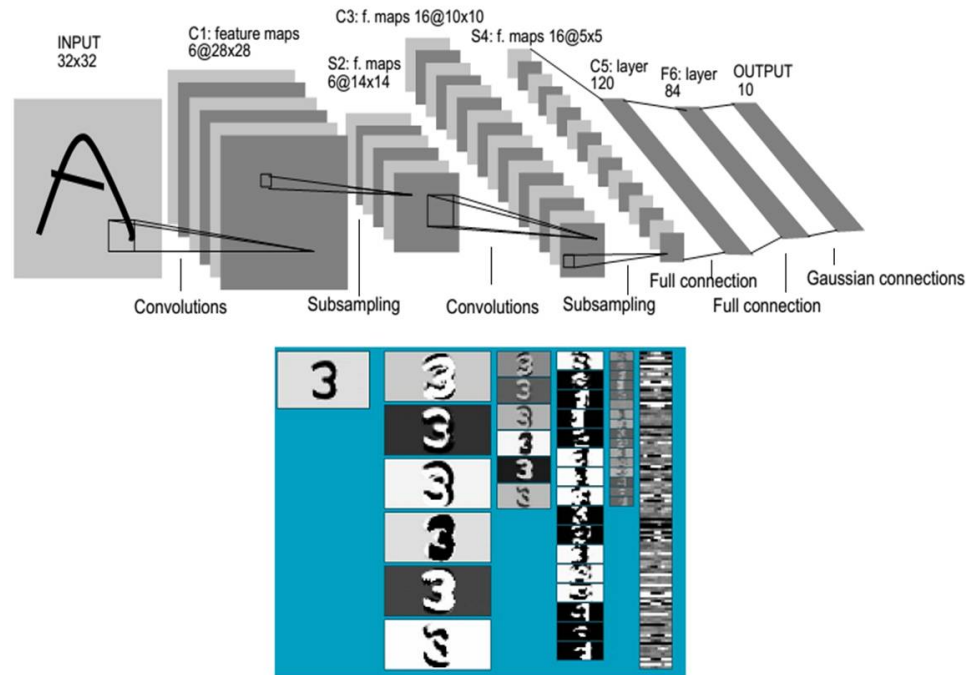 INPUT
32x32
C1: feature maps
6@28x28
S2: f. maps
6@14x14
C3: f. maps 16@10x10
S4: f. maps 16@5x5
C5: layer
120
F6: layer
84
OUTPUT
10
Convolutions
Subsampling
Convolutions
Subsampling
Full connection
Full connection
Gaussian connections